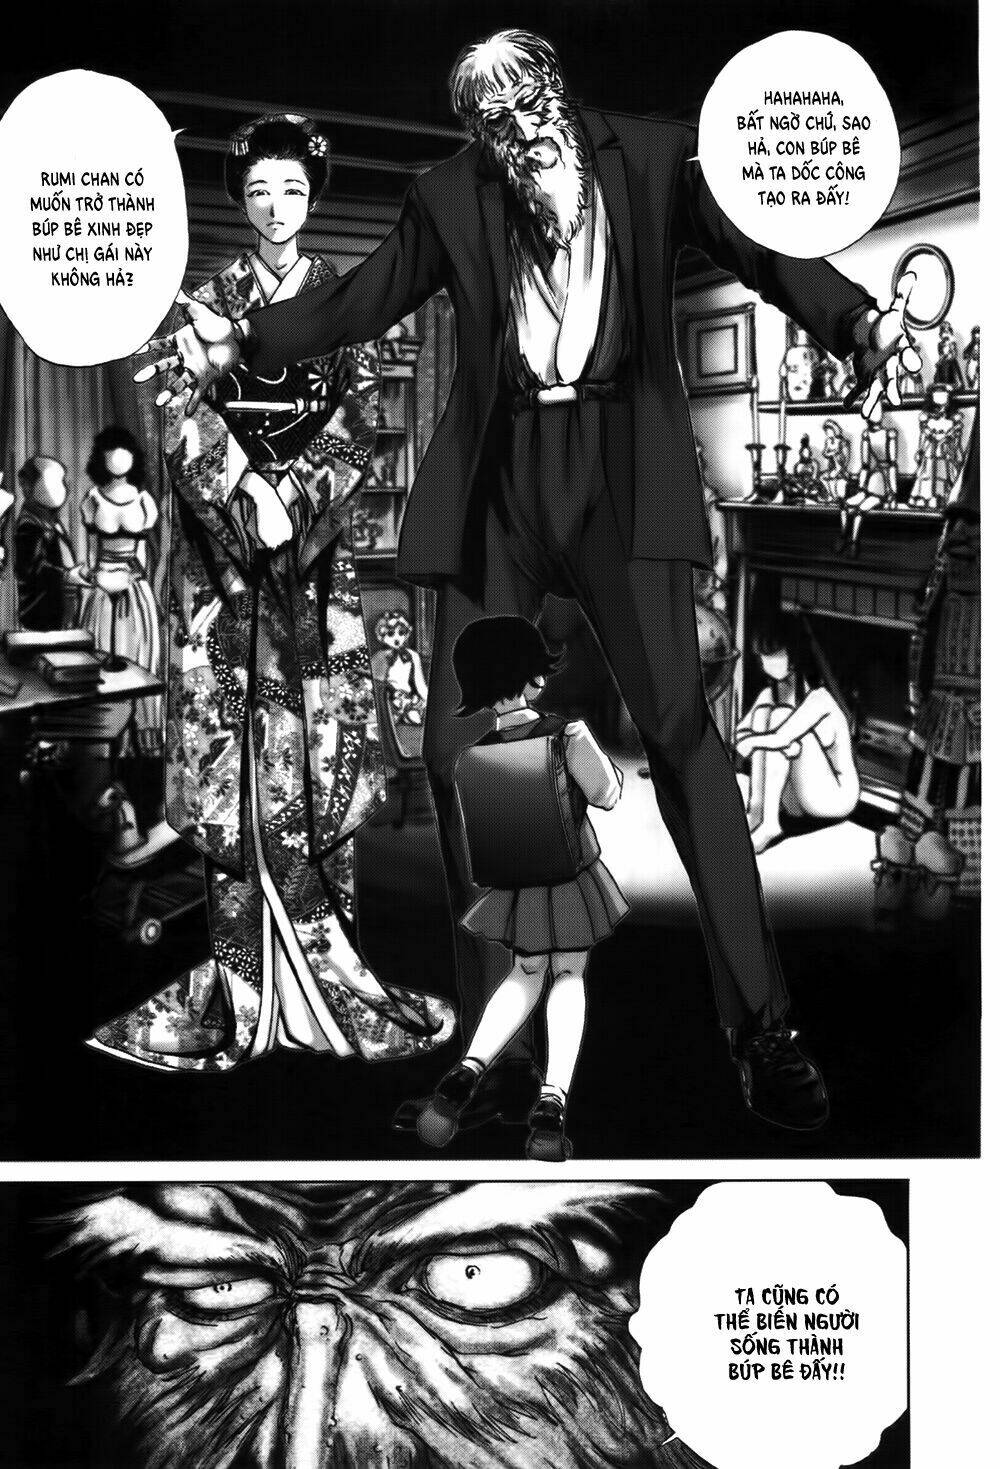 HAHAHAHA,
BẤT NGỜ CHỨ, SAO
HẢ, CON BÚP BÊ
MÀ TA DỐC CÔNG
TẠO RA ĐẤY!
RUMI CHAN CÓ
MUỐN TRỞ THÀNH
BÚP BÊ XINH ĐẸP
NHƯ CHỊ GÁI NÀY
KHÔNG HẢ?
TA CŨNG CÓ
THỂ BIẾN NGƯỜI
SỐNG THÀNH
BÚP BÊ ĐẤY!!